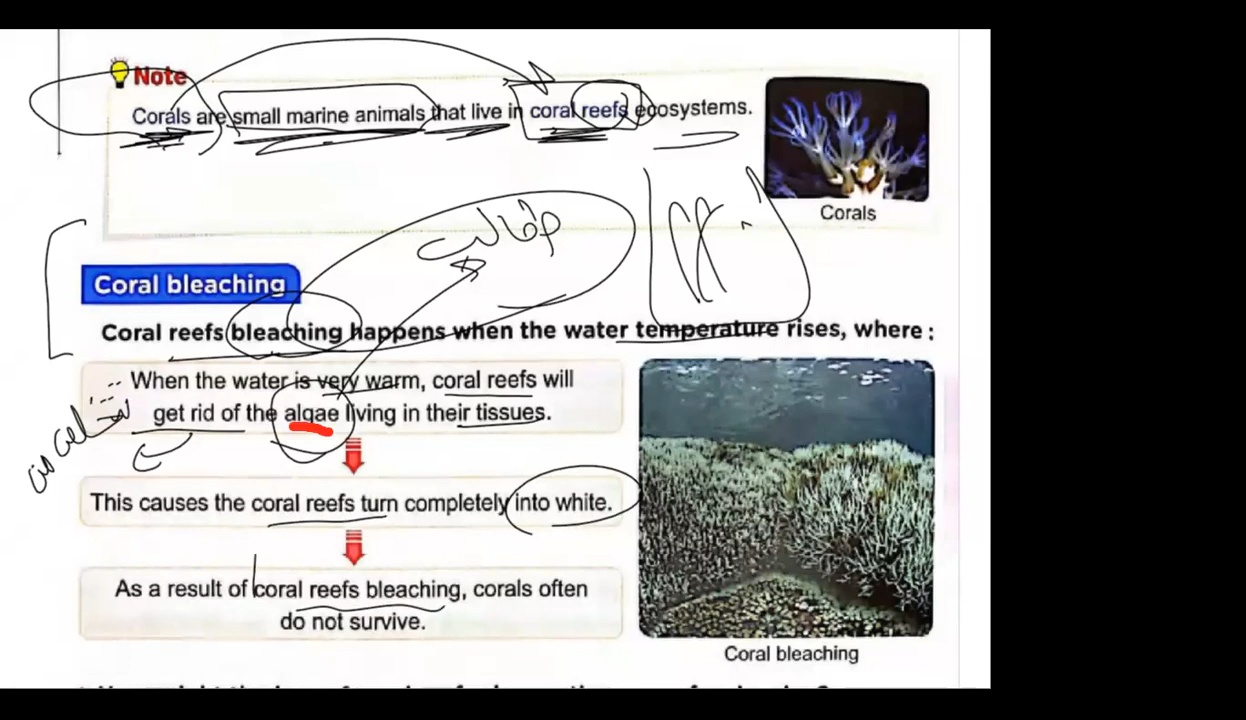 Note
Corals are small marine animals that live in coral reefs ecosystems.
Corals
Coral bleaching
Coral reefs bleaching happens when the water temperature rises, where :
When the water is very warm, coral reefs will
get rid of the algae living in their tissues.
This causes the coral reefs turn completely into white.
As a result of coral reefs bleaching, corals often
do not survive.
Coral bleaching